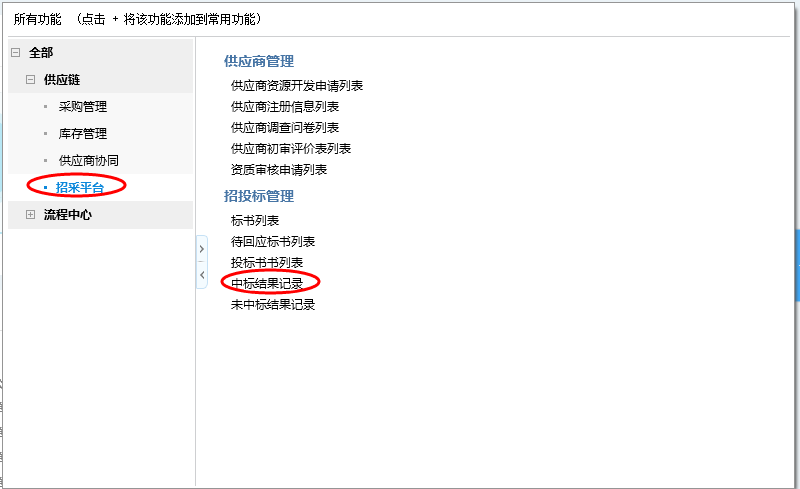 所有功能 （点击 + 将该功能添加到常用功能）
全部
供应链
采购管理
库存管理
供应商协同
招采平台
流程中心
供应商管理
供应商资源开发申请列表
供应商注册信息列表
供应商调查问卷列表
供应商初审评价表列表
资质审核申请列表
招投标管理
标书列表
待回应标书列表
投标书书列表
中标结果记录
未中标结果记录